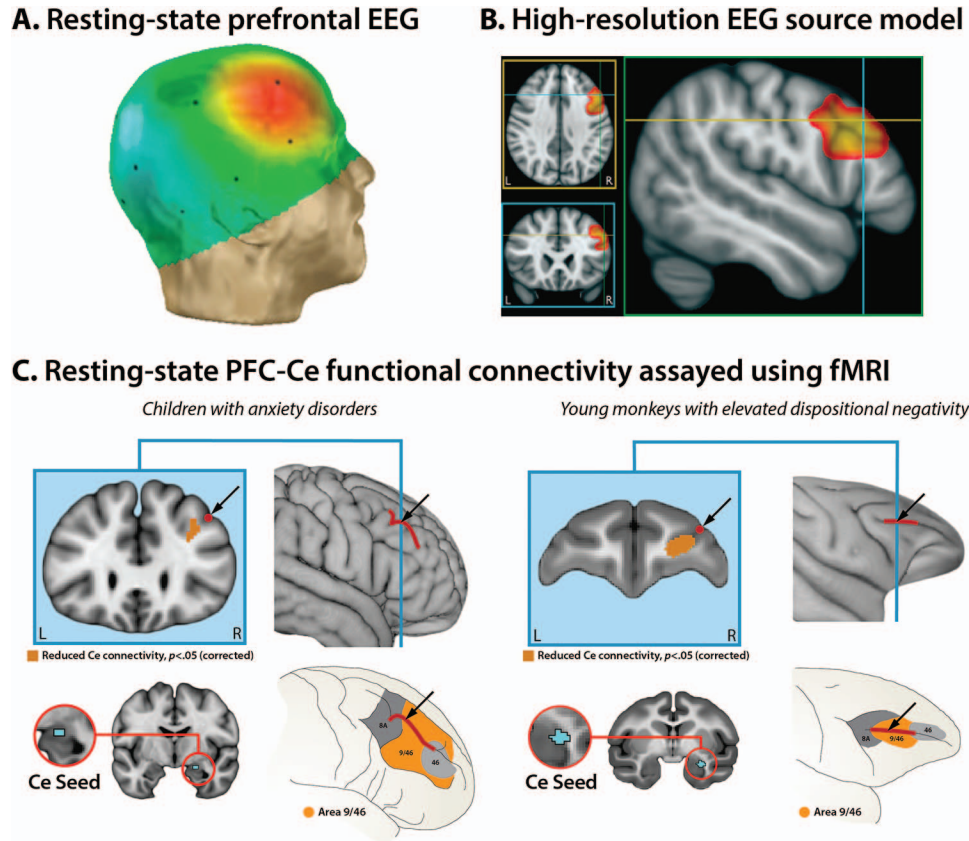 A. Resting-state prefrontal EEG
B. High-resolution EEG source model
L
R
L
R
C. Resting-state PFC-Ce functional connectivity assayed using fMRI
Children with anxiety disorders
Young monkeys with elevated dispositional negativity
L
R
Reduced Ce connectivity, p<.05 (corrected)
L
R
Reduced Ce connectivity, p<.05 (corrected)
Ce Seed
8A
9/46
46
Area 9/46
Ce Seed
8A
9/46
46
Area 9/46